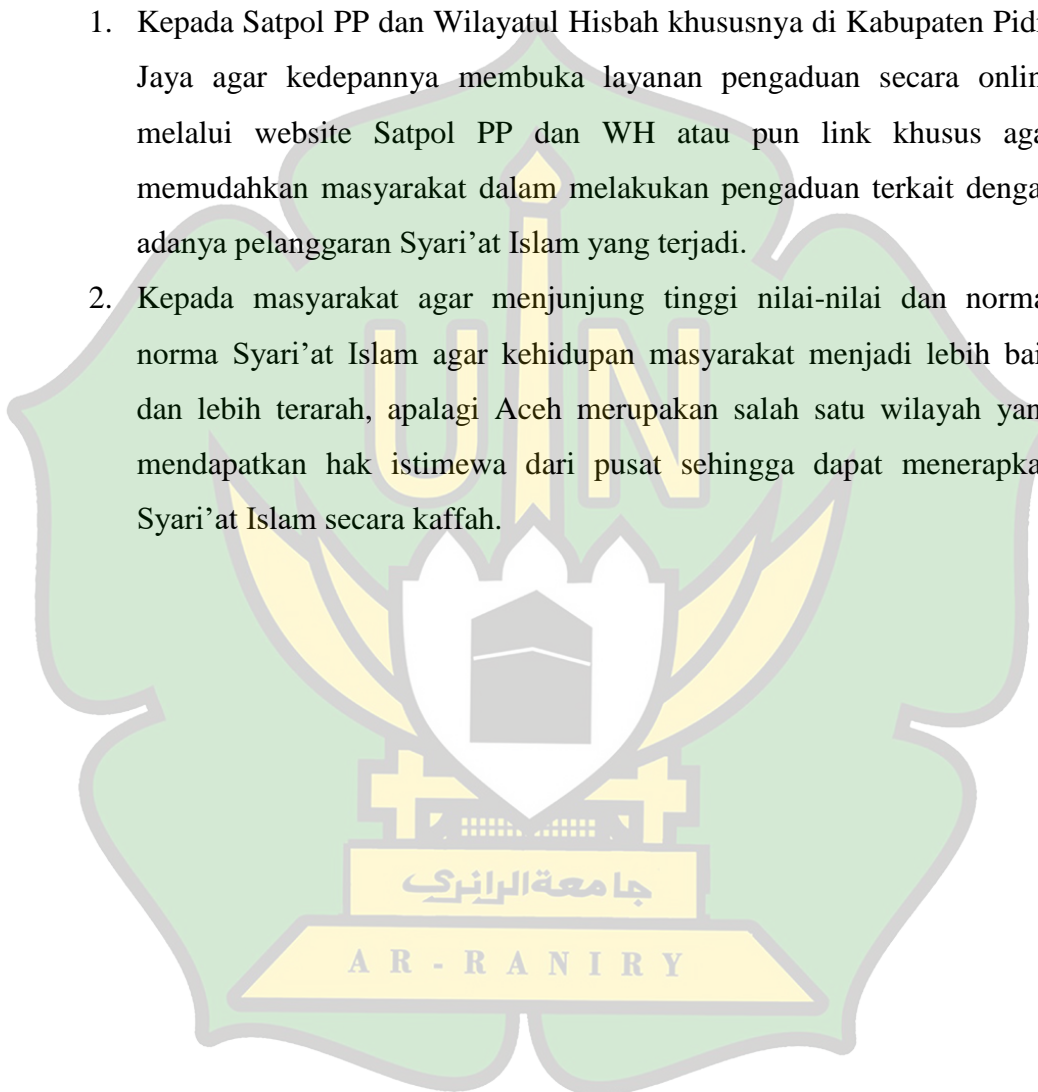 1. Kepada Satpol PP dan Wilayatul Hisbah khususnya di Kabupaten Pidi
Jaya agar kedepannya membuka layanan pengaduan secara onlin
melalui website Satpol PP dan WH atau pun link khusus aga
memudahkan masyarakat dalam melakukan pengaduan terkait denga
adanya pelanggaran Syari’at Islam yang terjadi.
2. Kepada masyarakat agar menjunjung tinggi nilai-nilai dan norma
norma Syari’at Islam agar kehidupan masyarakat menjadi lebih bai
dan lebih terarah, apalagi Aceh merupakan salah satu wilayah yan
mendapatkan hak istimewa dari pusat sehingga dapat menerapka
Syari’at Islam secara kaffah.
UIN
جامعةالرانري
AR-RANIRY